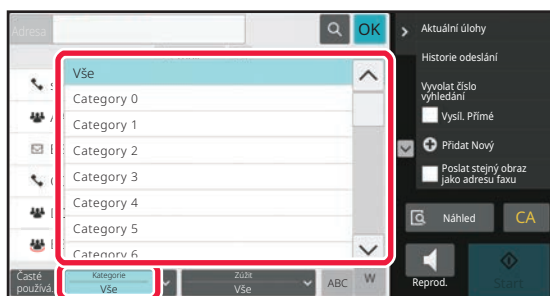 Adresa
OK
Vše
Category 0
Category 1
Category 2
Category 3
Category 4
Category 5
Category 6
Časté
používá.
Kategorie
Vše
Zúžit
Vše
ABC
W
Aktuální úlohy
Historie odeslání
Vyvolat číslo
vyhledání
Vysíl. Přímé
Přidat Nový
Poslat stejný obraz
jako adresu faxu
Náhled
CA
Reprod.
Start